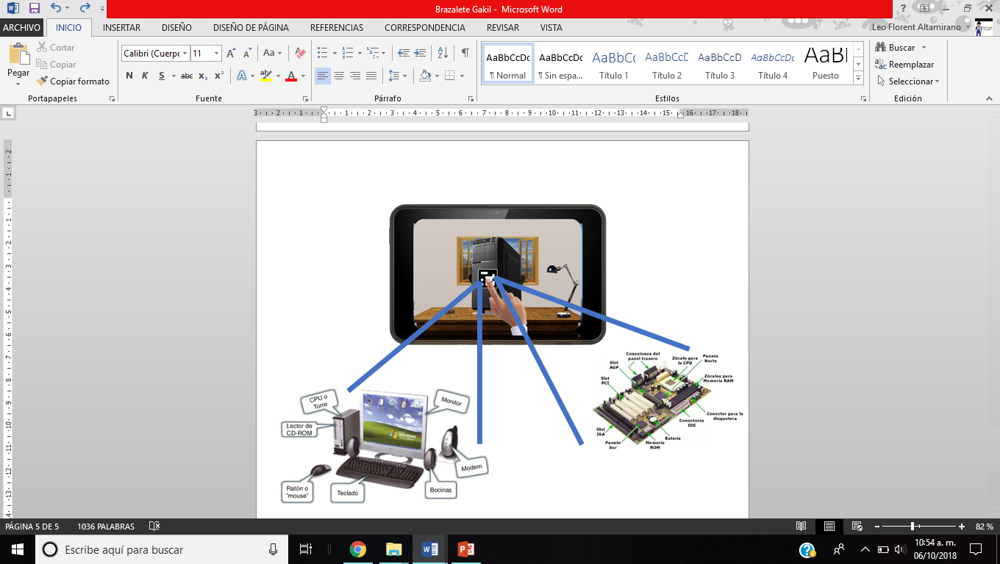 Brazalete Gakil - Microsoft Word
ARCHIVO INICIO INSERTAR DISEÑO DISEÑO DE PÁGINA REFERENCIAS CORRESPONDENCIA REVISAR VISTA Leo Florent Altamirano
Pegar
Cortar
Copiar
Copiar formato
Portapapeles
Calibri (Cuerpo 11
N K S abc x₂ x²
Fuente
Párrafo
AaBbCcDc AaBbCcDc AaBbCc AaBbCcD AaBbCcD AaBbCcDc AaBl
¶ Normal ¶ Sin espa... Título 1 Título 2 Título 3 Título 4 Puesto
Estilos
Buscar
Reemplazar
Seleccionar
Edición
3 2 1 1 2 3 4 5 6 7 8 9 10 11 12 13 14 15 16 17 18
Conexiones del
panel trasero
Slot
AGP
Zócalo para
la CPU
Puente
Norte
Slot
PCI
Zócalos para
Memoria RAM
Conector para la
disquetera
Conectores
IDE
Slot
ISA
Batería
Puente
Sur
Memoria
ROM
CPU o
Torre
Monitor
Lector de
CD-ROM
Windows
Modem
Ratón o
"mouse"
Teclado
Bocinas
PÁGINA 5 DE 5 1036 PALABRAS 82 %
Escribe aquí para buscar
10:54 a. m.
06/10/2018